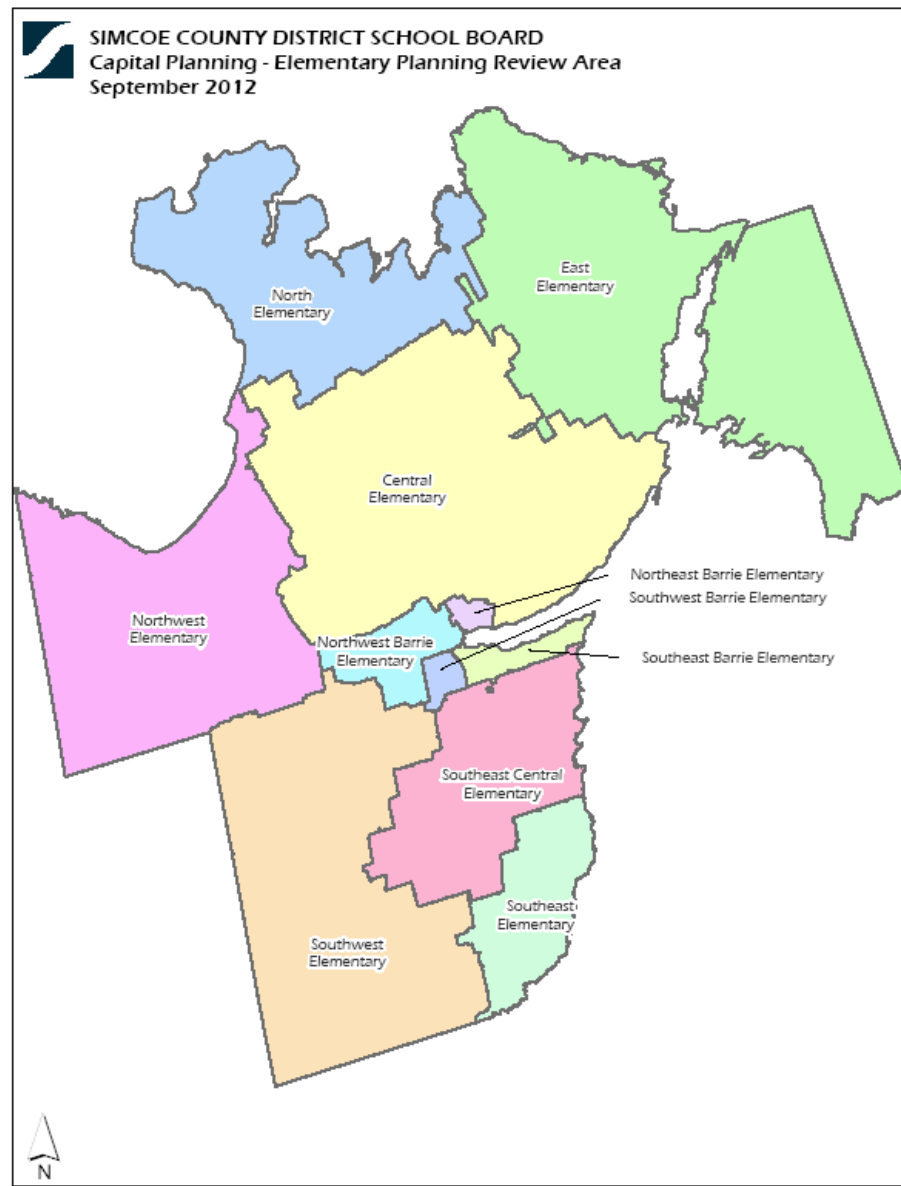 SIMCOE COUNTY DISTRICT SCHOOL BOARD
Capital Planning - Elementary Planning Review Area
September 2012
East
Elementary
North
Elementary
Central
Elementary
Northeast Barrie Elementary
Southwest Barrie Elementary
Northwest
Elementary
Northwest Barrie
Elementary
Southeast Barrie Elementary
Southeast Central
Elementary
Southeast
Elementary
Southwest
Elementary
N